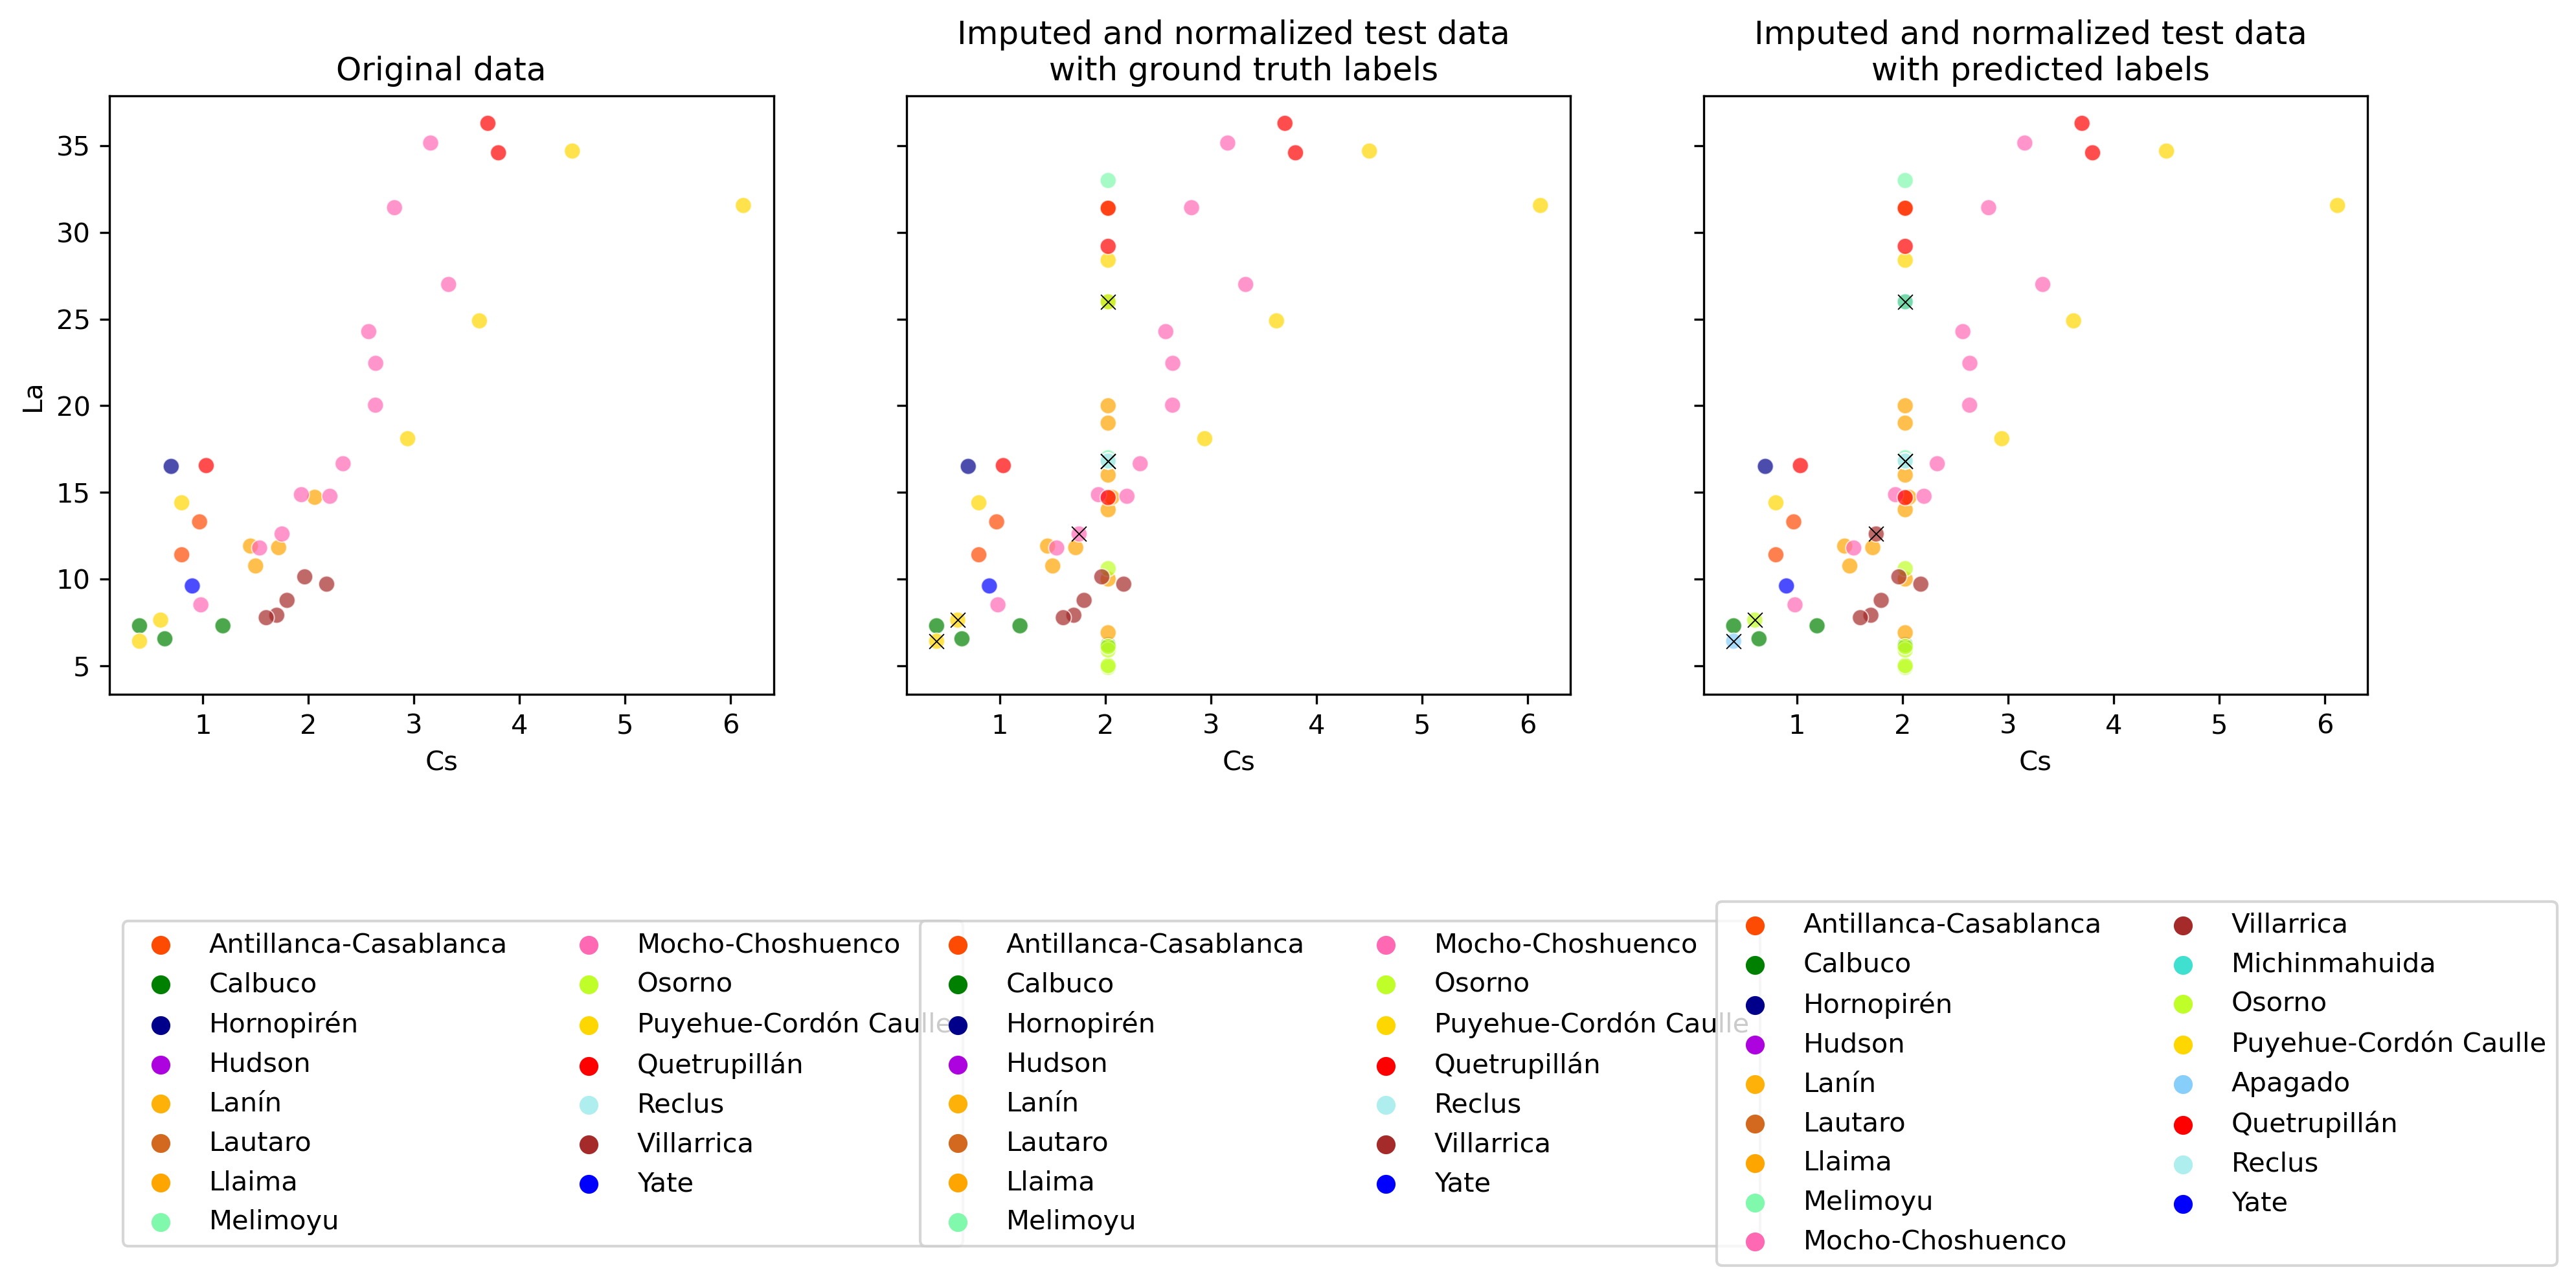 Original data
Imputed and normalized test data
with ground truth labels
Imputed and normalized test data
with predicted labels
La
35
30
25
20
15
10
5
1 2 3 4 5 6
Cs
1 2 3 4 5 6
Cs
1 2 3 4 5 6
Cs
Antillanca-Casablanca
Calbuco
Hornopirén
Hudson
Lanín
Lautaro
Llaima
Melimoyu
Mocho-Choshuenco
Osorno
Puyehue-Cordón Caulle
Quetrupillán
Reclus
Villarrica
Yate
Antillanca-Casablanca
Calbuco
Hornopirén
Hudson
Lanín
Lautaro
Llaima
Melimoyu
Mocho-Choshuenco
Osorno
Puyehue-Cordón Caulle
Quetrupillán
Reclus
Villarrica
Yate
Antillanca-Casablanca
Calbuco
Hornopirén
Hudson
Lanín
Lautaro
Llaima
Melimoyu
Mocho-Choshuenco
Villarrica
Michinmahuida
Osorno
Puyehue-Cordón Caulle
Apagado
Quetrupillán
Reclus
Yate